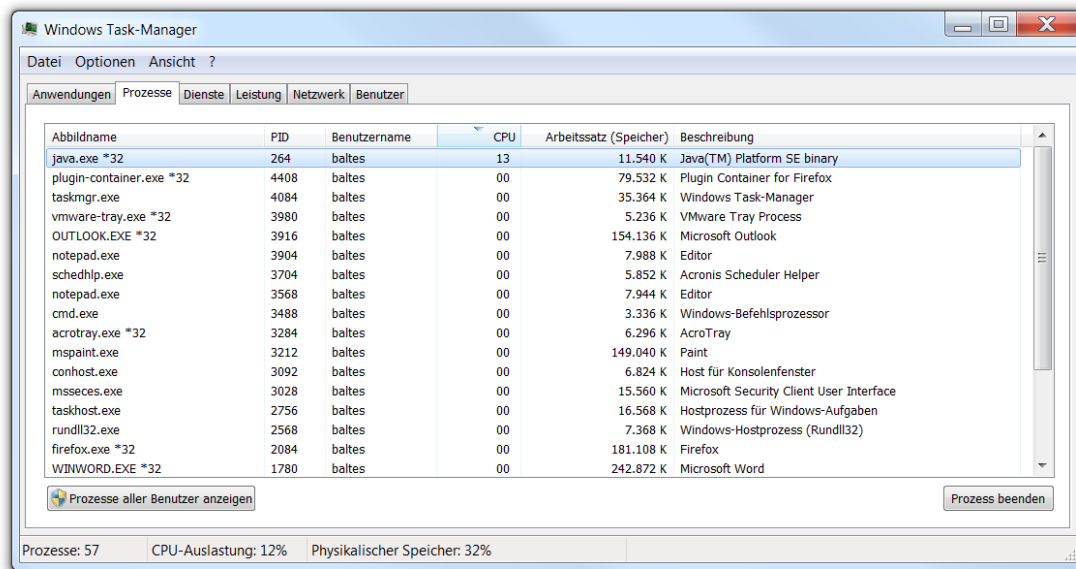 Windows Task-Manager
Datei Optionen Ansicht ?
Anwendungen Prozesse Dienste Leistung Netzwerk Benutzer
Abbildname PID Benutzername CPU Arbeitssatz (Speicher) Beschreibung
java.exe *32 264 baltes 13 11.540 K Java(TM) Platform SE binary
plugin-container.exe *32 4408 baltes 00 79.532 K Plugin Container for Firefox
taskmgr.exe 4084 baltes 00 35.364 K Windows Task-Manager
vmware-tray.exe *32 3980 baltes 00 5.236 K VMware Tray Process
OUTLOOK.EXE *32 3916 baltes 00 154.136 K Microsoft Outlook
notepad.exe 3904 baltes 00 7.988 K Editor
schedhlp.exe 3704 baltes 00 5.852 K Acronis Scheduler Helper
notepad.exe 3568 baltes 00 7.944 K Editor
cmd.exe 3488 baltes 00 3.336 K Windows-Befehlsprozessor
acrotray.exe *32 3284 baltes 00 6.296 K AcroTray
mspaint.exe 3212 baltes 00 149.040 K Paint
conhost.exe 3092 baltes 00 6.824 K Host für Konsolenfenster
msseces.exe 3028 baltes 00 15.560 K Microsoft Security Client User Interface
taskhost.exe 2756 baltes 00 16.568 K Hostprozess für Windows-Aufgaben
rundll32.exe 2568 baltes 00 7.368 K Windows-Hostprozess (Rundll32)
firefox.exe *32 2084 baltes 00 181.108 K Firefox
WINWORD.EXE *32 1780 baltes 00 242.872 K Microsoft Word
Prozesse aller Benutzer anzeigen Prozess beenden
Prozesse: 57 CPU-Auslastung: 12% Physikalischer Speicher: 32%